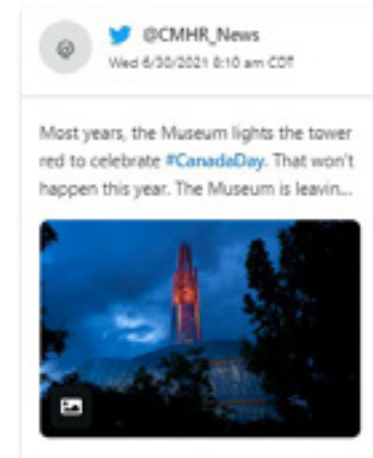 @CMHR_News
Wed 6/30/2021 8:10 am CDT
Most years, the Museum lights the tower
red to celebrate #CanadaDay. That won't
happen this year. The Museum is leavin...